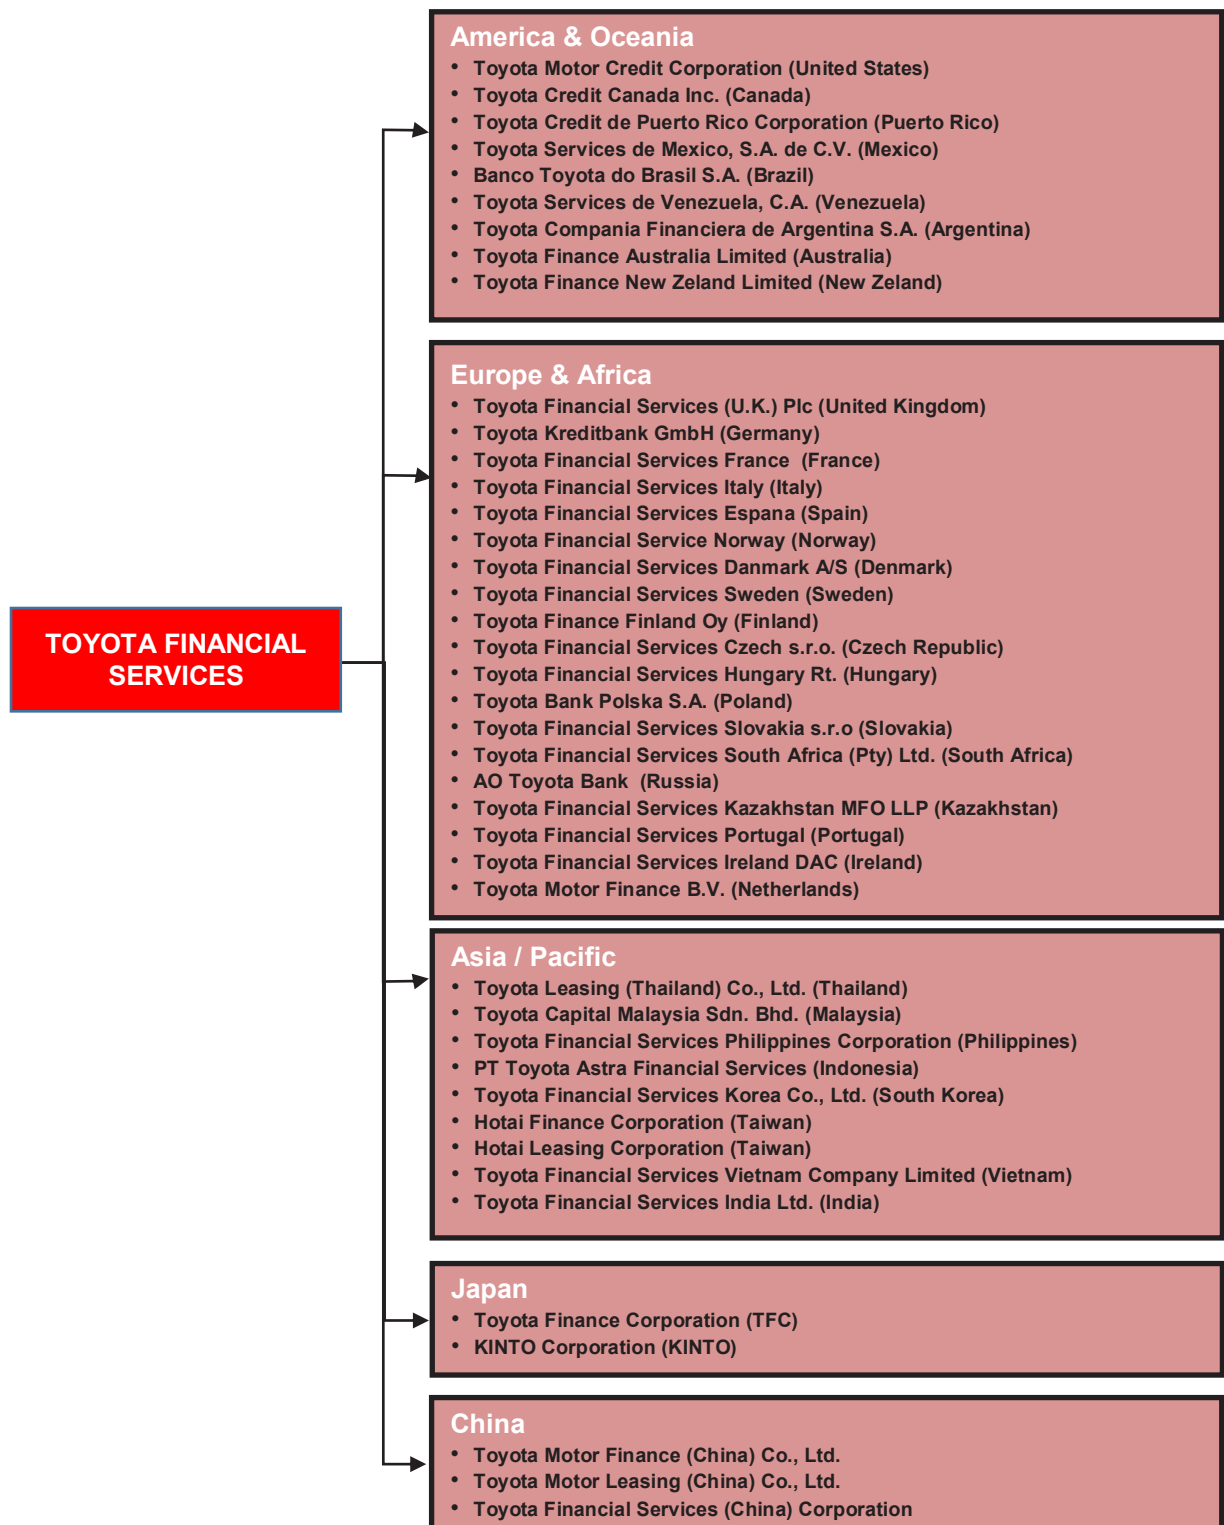 America & Oceania
• Toyota Motor Credit Corporation (United States)
• Toyota Credit Canada Inc. (Canada)
• Toyota Credit de Puerto Rico Corporation (Puerto Rico)
• Toyota Services de Mexico, S.A. de C.V. (Mexico)
• Banco Toyota do Brasil S.A. (Brazil)
• Toyota Services de Venezuela, C.A. (Venezuela)
• Toyota Compania Financiera de Argentina S.A. (Argentina)
• Toyota Finance Australia Limited (Australia)
• Toyota Finance New Zeland Limited (New Zeland)
Europe & Africa
• Toyota Financial Services (U.K.) Plc (United Kingdom)
• Toyota Kreditbank GmbH (Germany)
• Toyota Financial Services France (France)
• Toyota Financial Services Italy (Italy)
• Toyota Financial Services Espana (Spain)
• Toyota Financial Service Norway (Norway)
• Toyota Financial Services Danmark A/S (Denmark)
• Toyota Financial Services Sweden (Sweden)
• Toyota Finance Finland Oy (Finland)
• Toyota Financial Services Czech s.r.o. (Czech Republic)
• Toyota Financial Services Hungary Rt. (Hungary)
• Toyota Bank Polska S.A. (Poland)
• Toyota Financial Services Slovakia s.r.o (Slovakia)
• Toyota Financial Services South Africa (Pty) Ltd. (South Africa)
• AO Toyota Bank (Russia)
• Toyota Financial Services Kazakhstan MFO LLP (Kazakhstan)
• Toyota Financial Services Portugal (Portugal)
• Toyota Financial Services Ireland DAC (Ireland)
• Toyota Motor Finance B.V. (Netherlands)
TOYOTA FINANCIAL
SERVICES
Asia / Pacific
• Toyota Leasing (Thailand) Co., Ltd. (Thailand)
• Toyota Capital Malaysia Sdn. Bhd. (Malaysia)
• Toyota Financial Services Philippines Corporation (Philippines)
• PT Toyota Astra Financial Services (Indonesia)
• Toyota Financial Services Korea Co., Ltd. (South Korea)
• Hotai Finance Corporation (Taiwan)
• Hotai Leasing Corporation (Taiwan)
• Toyota Financial Services Vietnam Company Limited (Vietnam)
• Toyota Financial Services India Ltd. (India)
Japan
• Toyota Finance Corporation (TFC)
• KINTO Corporation (KINTO)
China
• Toyota Motor Finance (China) Co., Ltd.
• Toyota Motor Leasing (China) Co., Ltd.
• Toyota Financial Services (China) Corporation